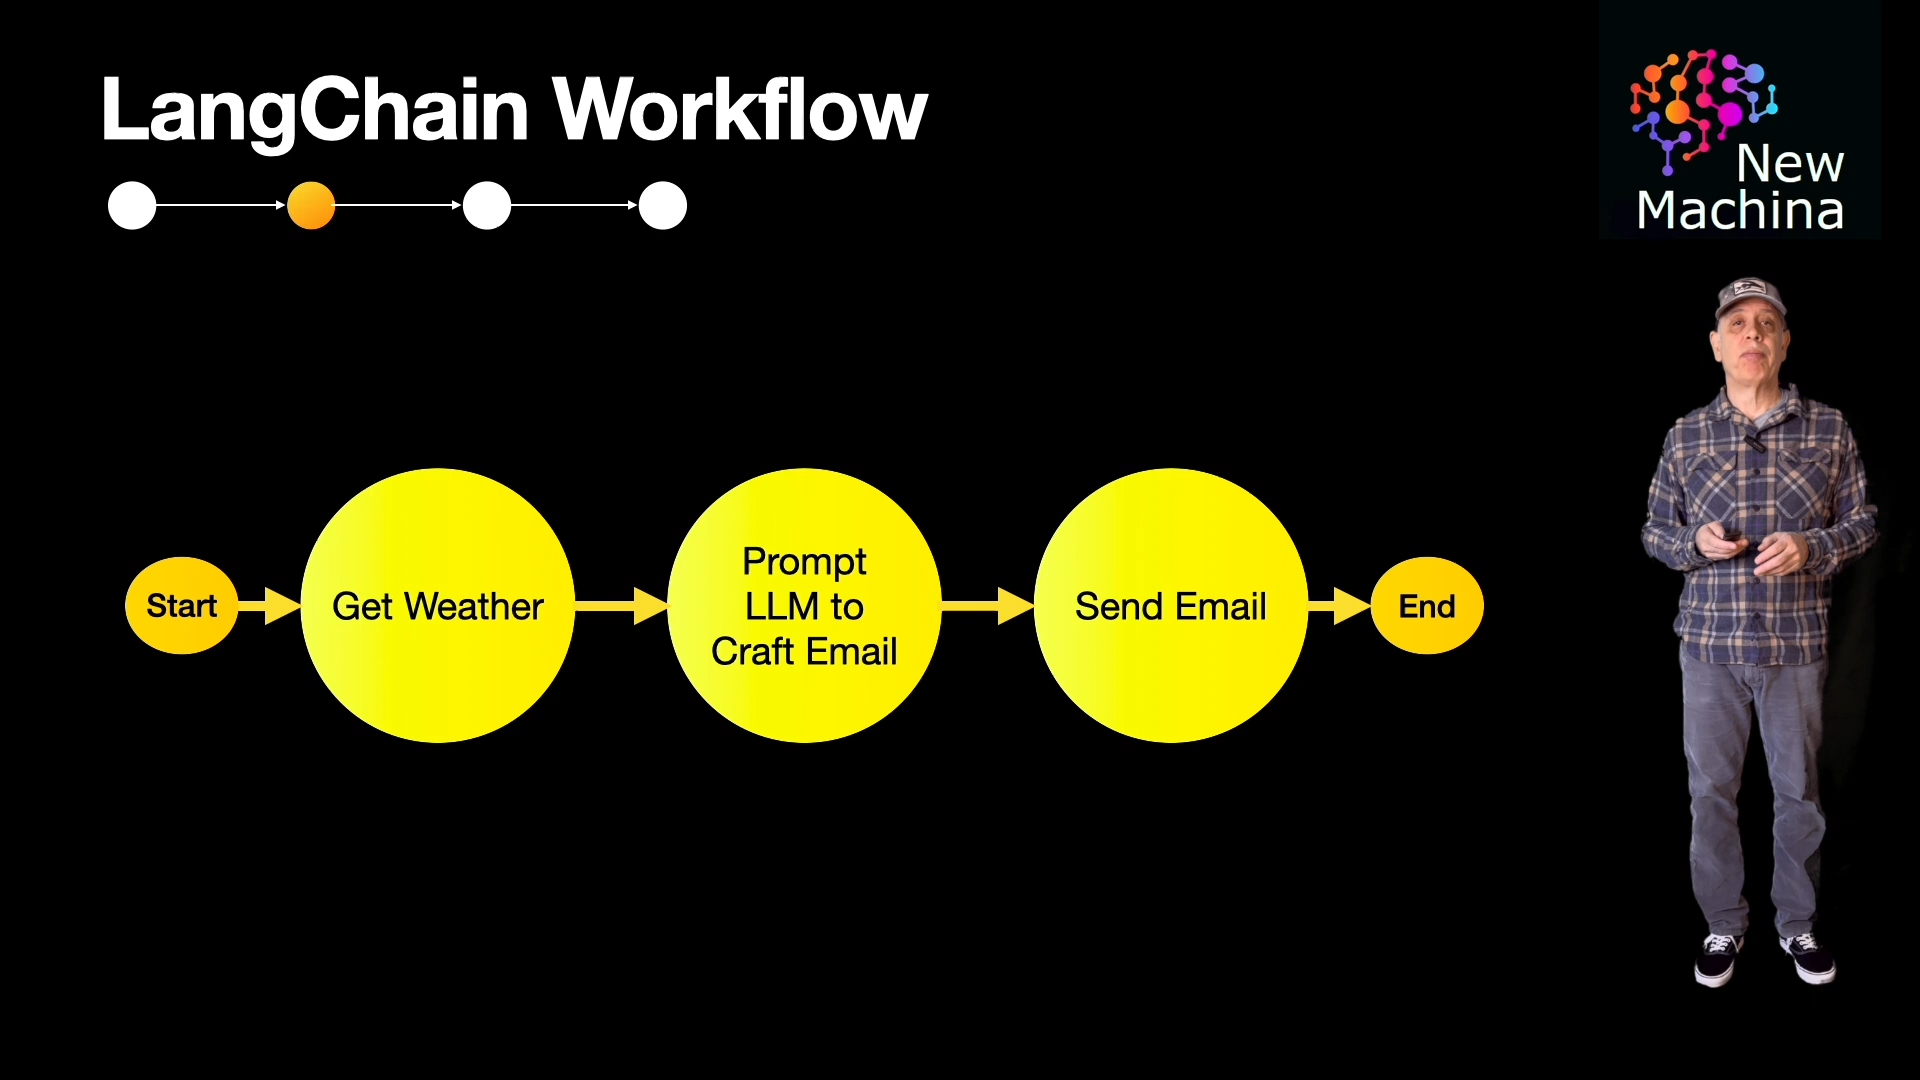 LangChain Workflow
New
Machina
Start
Get Weather
Prompt
LLM to
Craft Email
Send Email
End